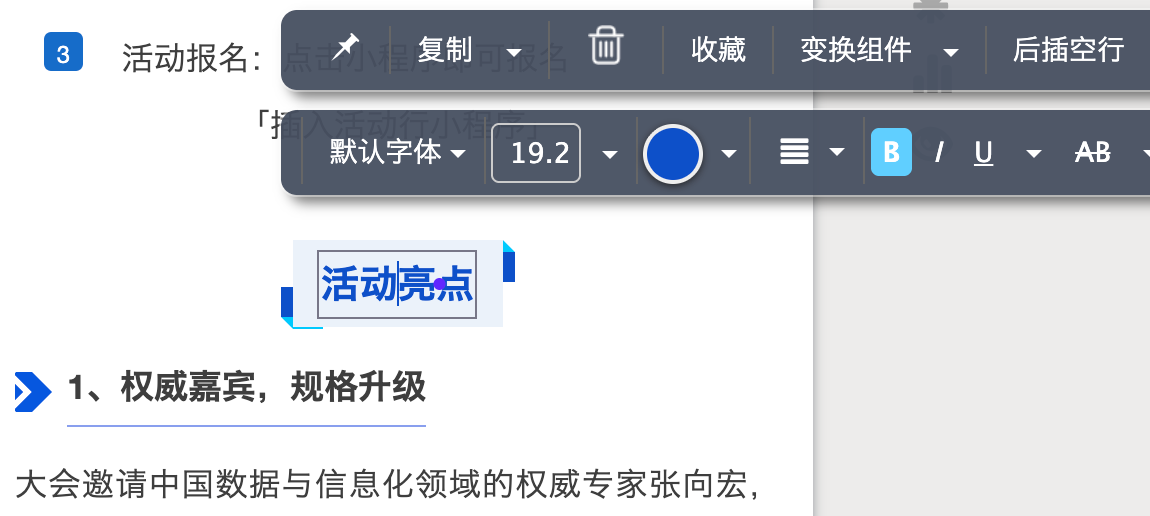 复制 收藏 变换组件 后插空行
3 活动报名：点击小程序即可报名
「插入活动行小程序」
默认字体 19.2 B I U AB
活动亮点
1、权威嘉宾，规格升级
大会邀请中国数据与信息化领域的权威专家张向宏，